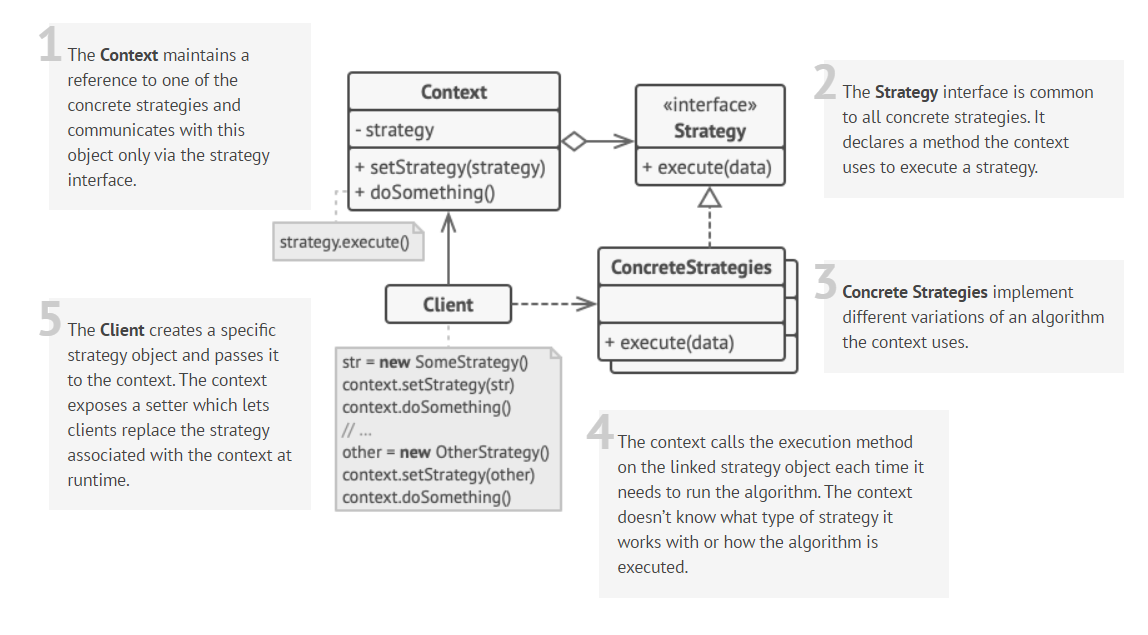 1
The Context maintains a
reference to one of the
concrete strategies and
communicates with this
object only via the strategy
interface.
Context
- strategy
+ setStrategy(strategy)
+ doSomething()
strategy.execute()
«interface»
Strategy
+ execute(data)
2
The Strategy interface is common
to all concrete strategies. It
declares a method the context
uses to execute a strategy.
ConcreteStrategies
+ execute(data)
3
Concrete Strategies implement
different variations of an algorithm
the context uses.
Client
str = new SomeStrategy()
context.setStrategy(str)
context.doSomething()
// ...
other = new OtherStrategy()
context.setStrategy(other)
context.doSomething()
4
The context calls the execution method
on the linked strategy object each time it
needs to run the algorithm. The context
doesn’t know what type of strategy it
works with or how the algorithm is
executed.
5
The Client creates a specific
strategy object and passes it
to the context. The context
exposes a setter which lets
clients replace the strategy
associated with the context at
runtime.